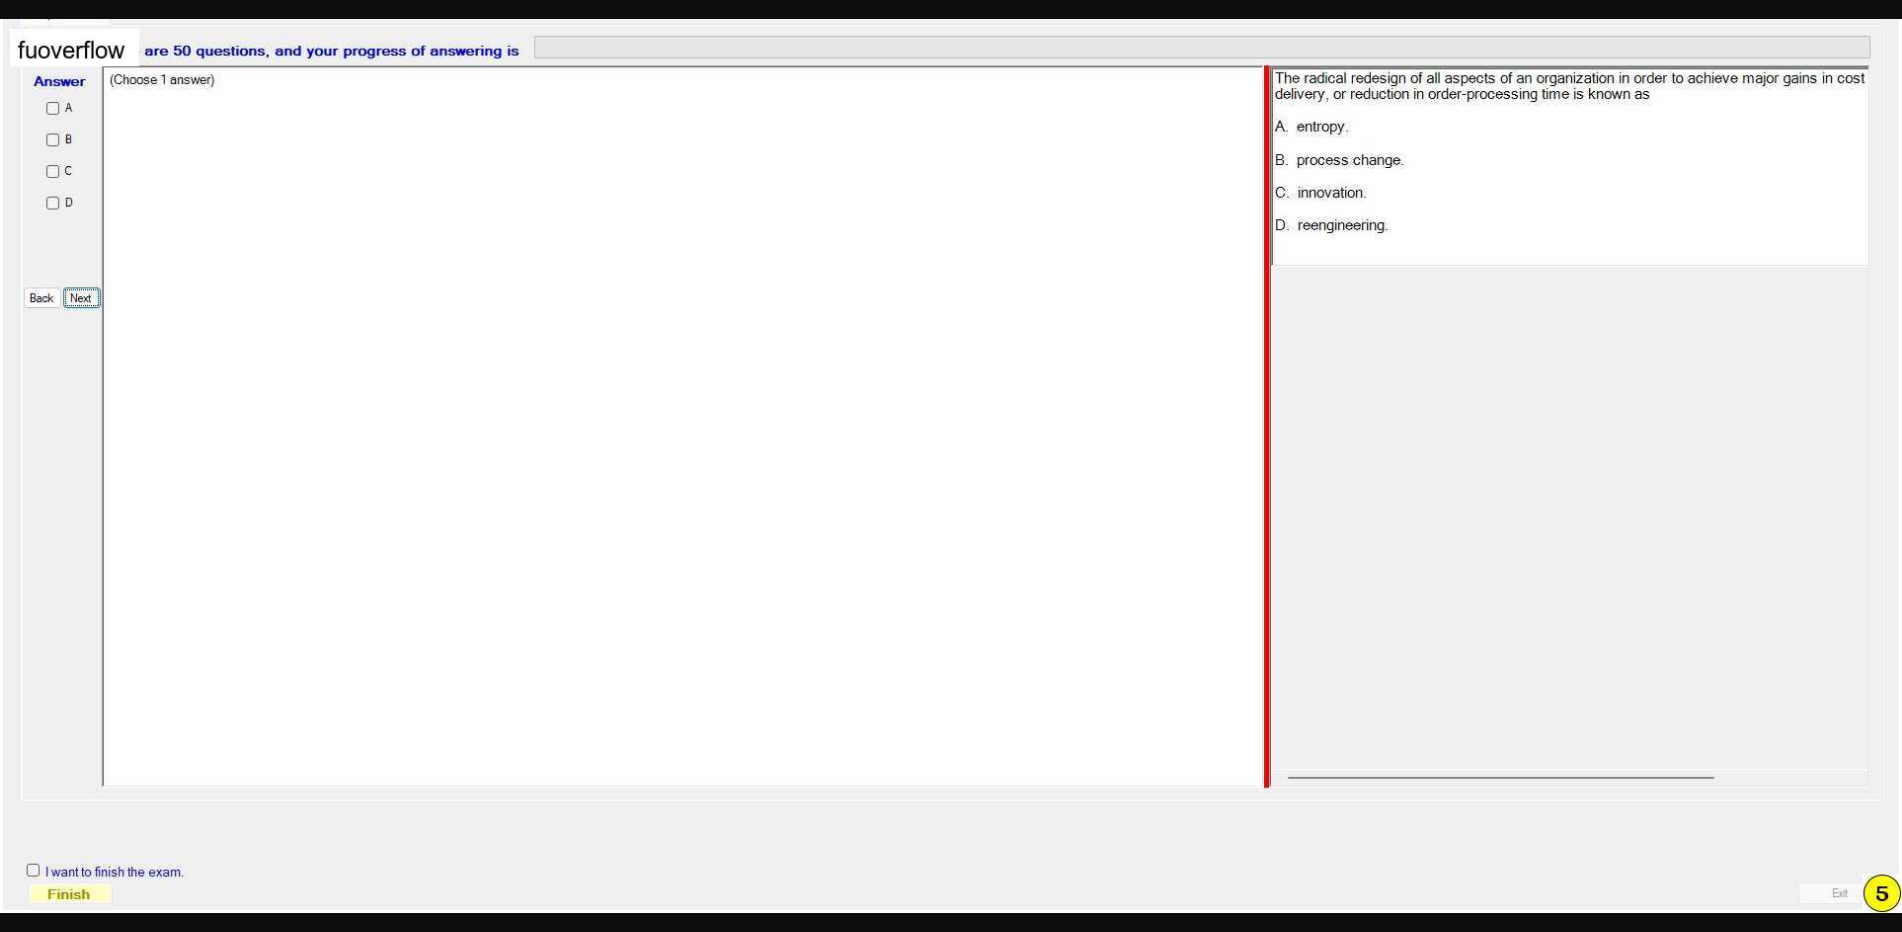 fuoverflow are 50 questions, and your progress of answering is
Answer
(Choose 1 answer)
A
B
C
D
Back Next
The radical redesign of all aspects of an organization in order to achieve major gains in cost
delivery, or reduction in order-processing time is known as
A. entropy.
B. process change.
C. innovation.
D. reengineering.
I want to finish the exam.
Finish
Exit
5